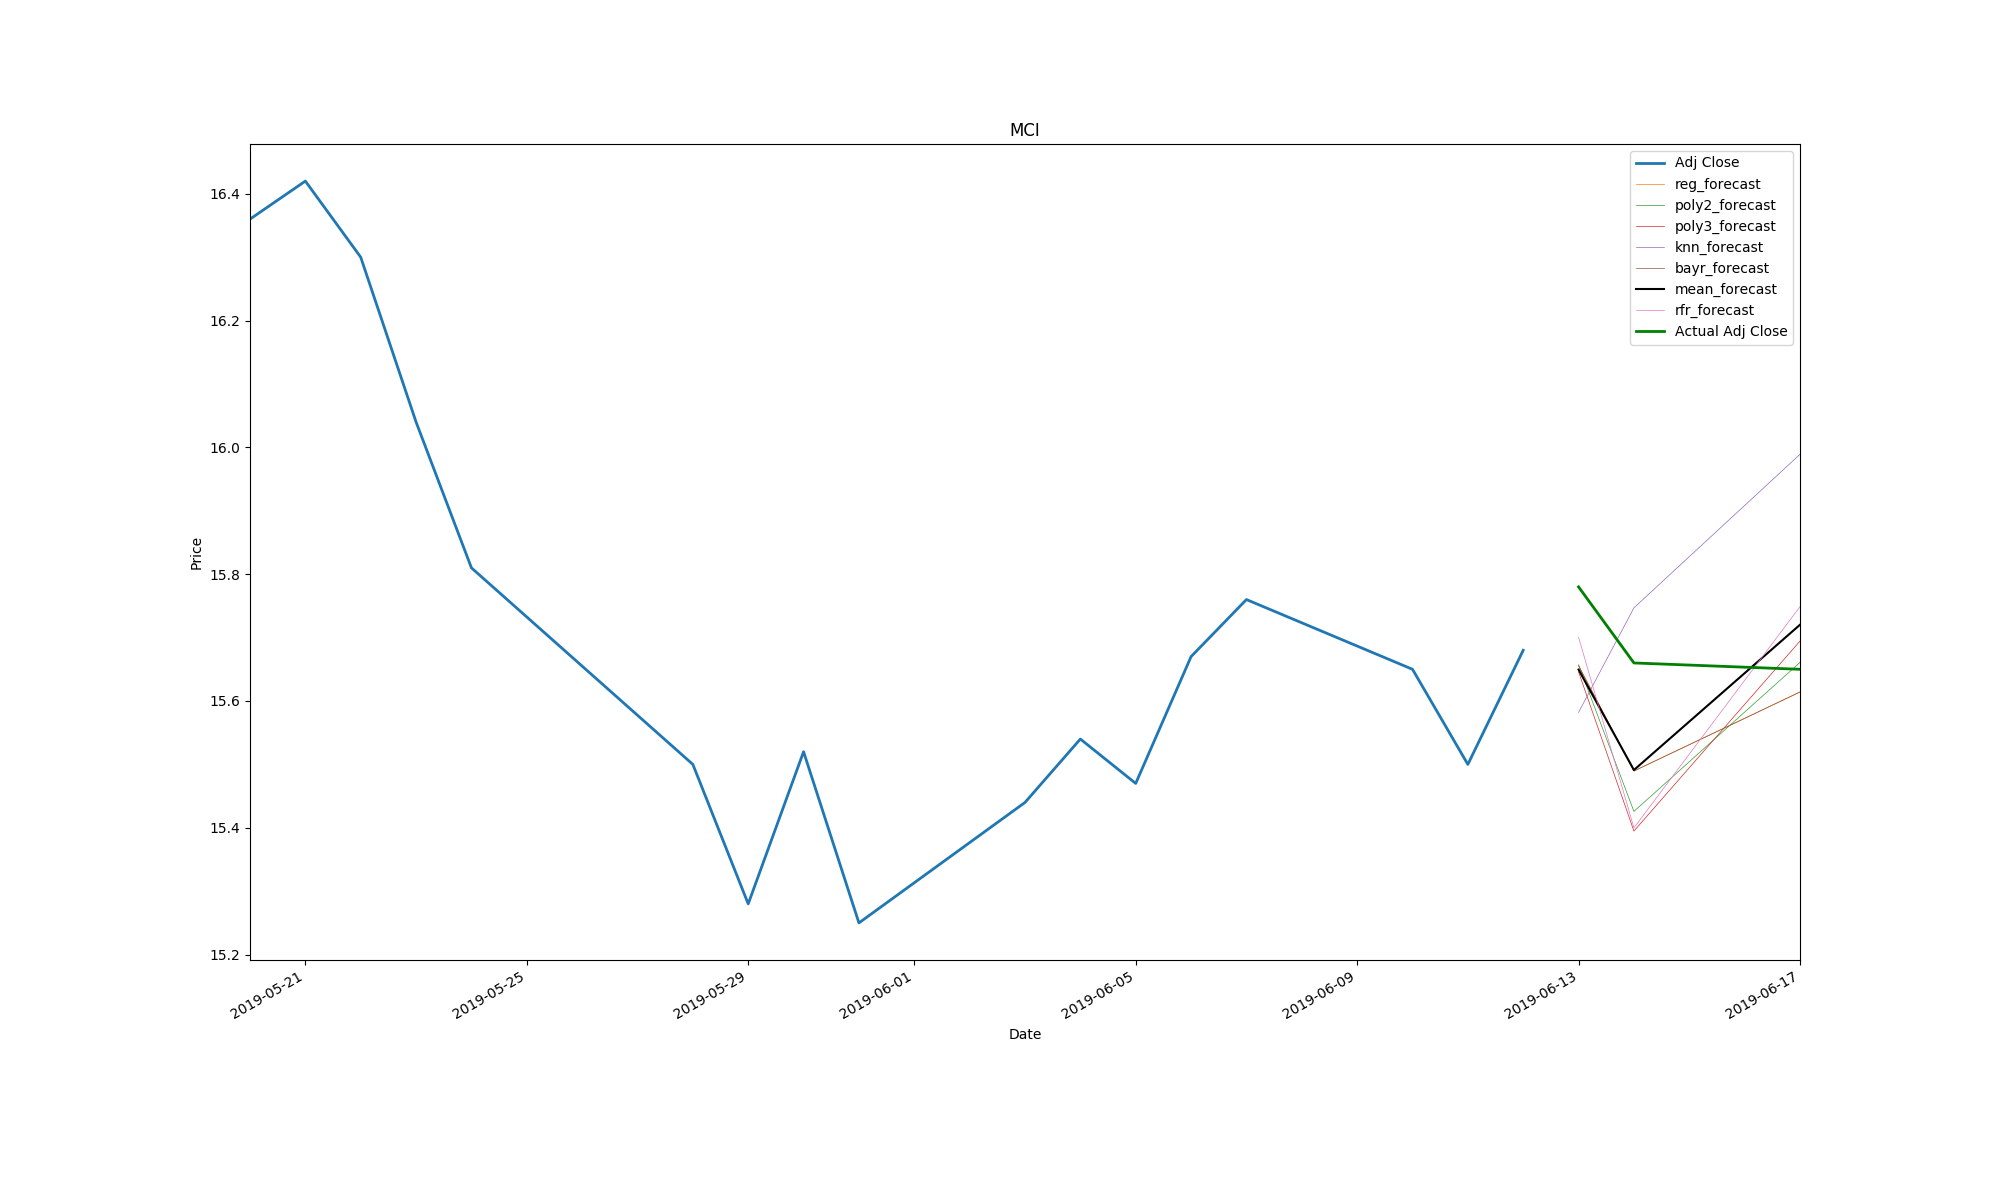 MCI
Adj Close
reg_forecast
poly2_forecast
poly3_forecast
knn_forecast
bayr_forecast
mean_forecast
rfr_forecast
Actual Adj Close
Price
16.4
16.2
16.0
15.8
15.6
15.4
15.2
2019-05-21
2019-05-25
2019-05-29
2019-06-01
2019-06-05
2019-06-09
2019-06-13
2019-06-17
Date